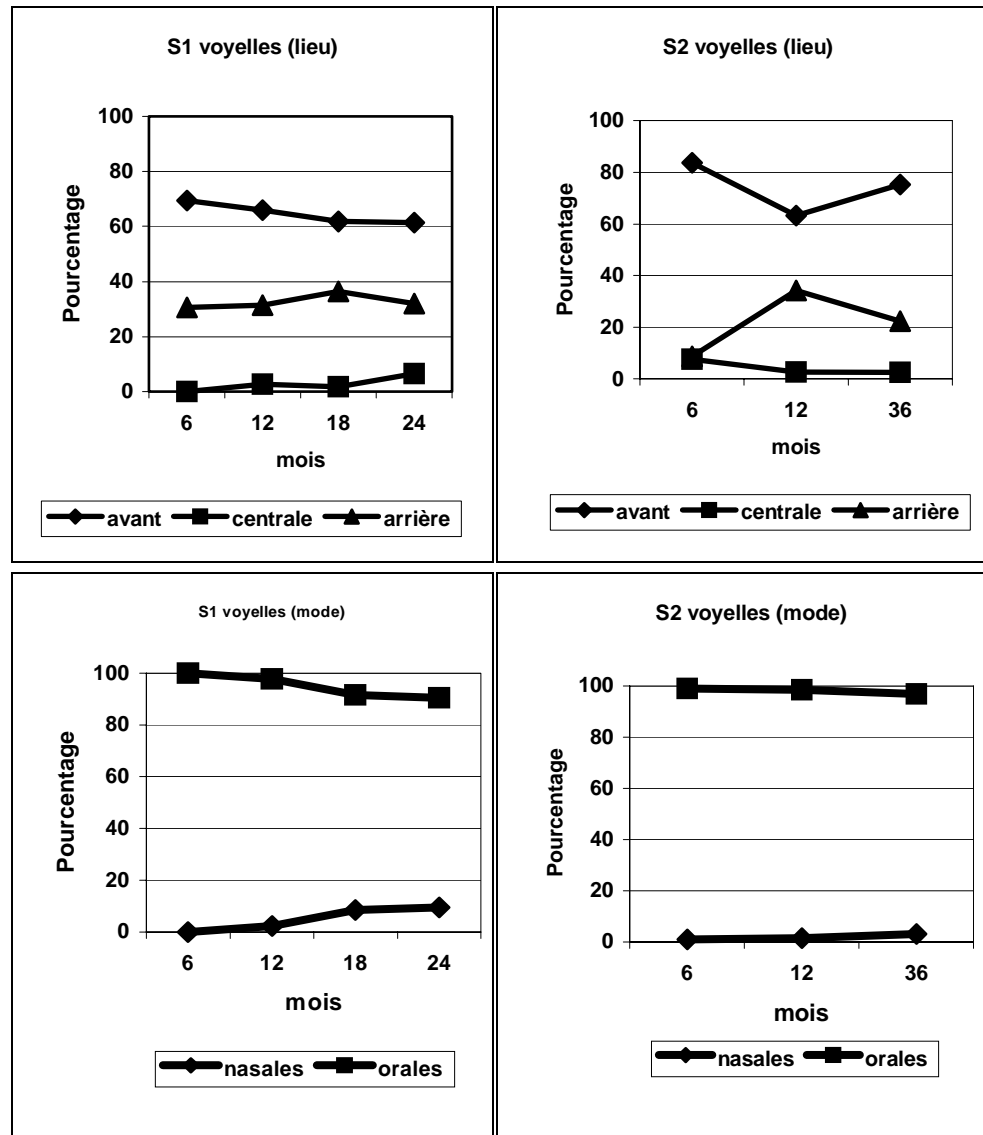 S1 voyelles (lieu)
Pourcentage
100
80
60
40
20
0
6 12 18 24
mois
avant centrale arrière
S2 voyelles (lieu)
Pourcentage
100
80
60
40
20
0
6 12 36
mois
avant centrale arrière
S1 voyelles (mode)
Pourcentage
100
80
60
40
20
0
6 12 18 24
mois
nasales orales
S2 voyelles (mode)
Pourcentage
100
80
60
40
20
0
6 12 36
mois
nasales orales